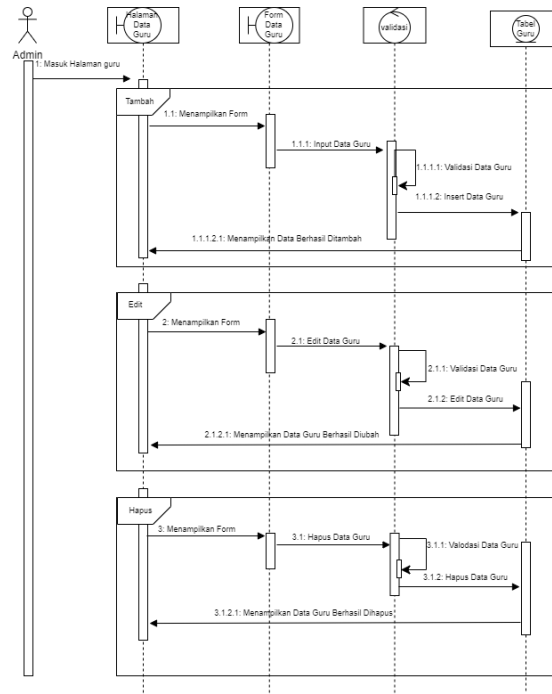 Halaman
Data
Guru
Form
Data
Guru
validasi
Tabel
Guru
Admin
1: Masuk Halaman guru
Tambah
1.1: Menampilkan Form
1.1.1: Input Data Guru
1.1.1.1: Validasi Data Guru
1.1.1.2: Insert Data Guru
1.1.1.2.1: Menampilkan Data Berhasil Ditambah
Edit
2: Menampilkan Form
2.1: Edit Data Guru
2.1.1: Validasi Data Guru
2.1.2: Edit Data Guru
2.1.2.1: Menampilkan Data Guru Berhasil Diubah
Hapus
3: Menampilkan Form
3.1: Hapus Data Guru
3.1.1: Valodasi Data Guru
3.1.2: Hapus Data Guru
3.1.2.1: Menampilkan Data Guru Berhasil Dihapus